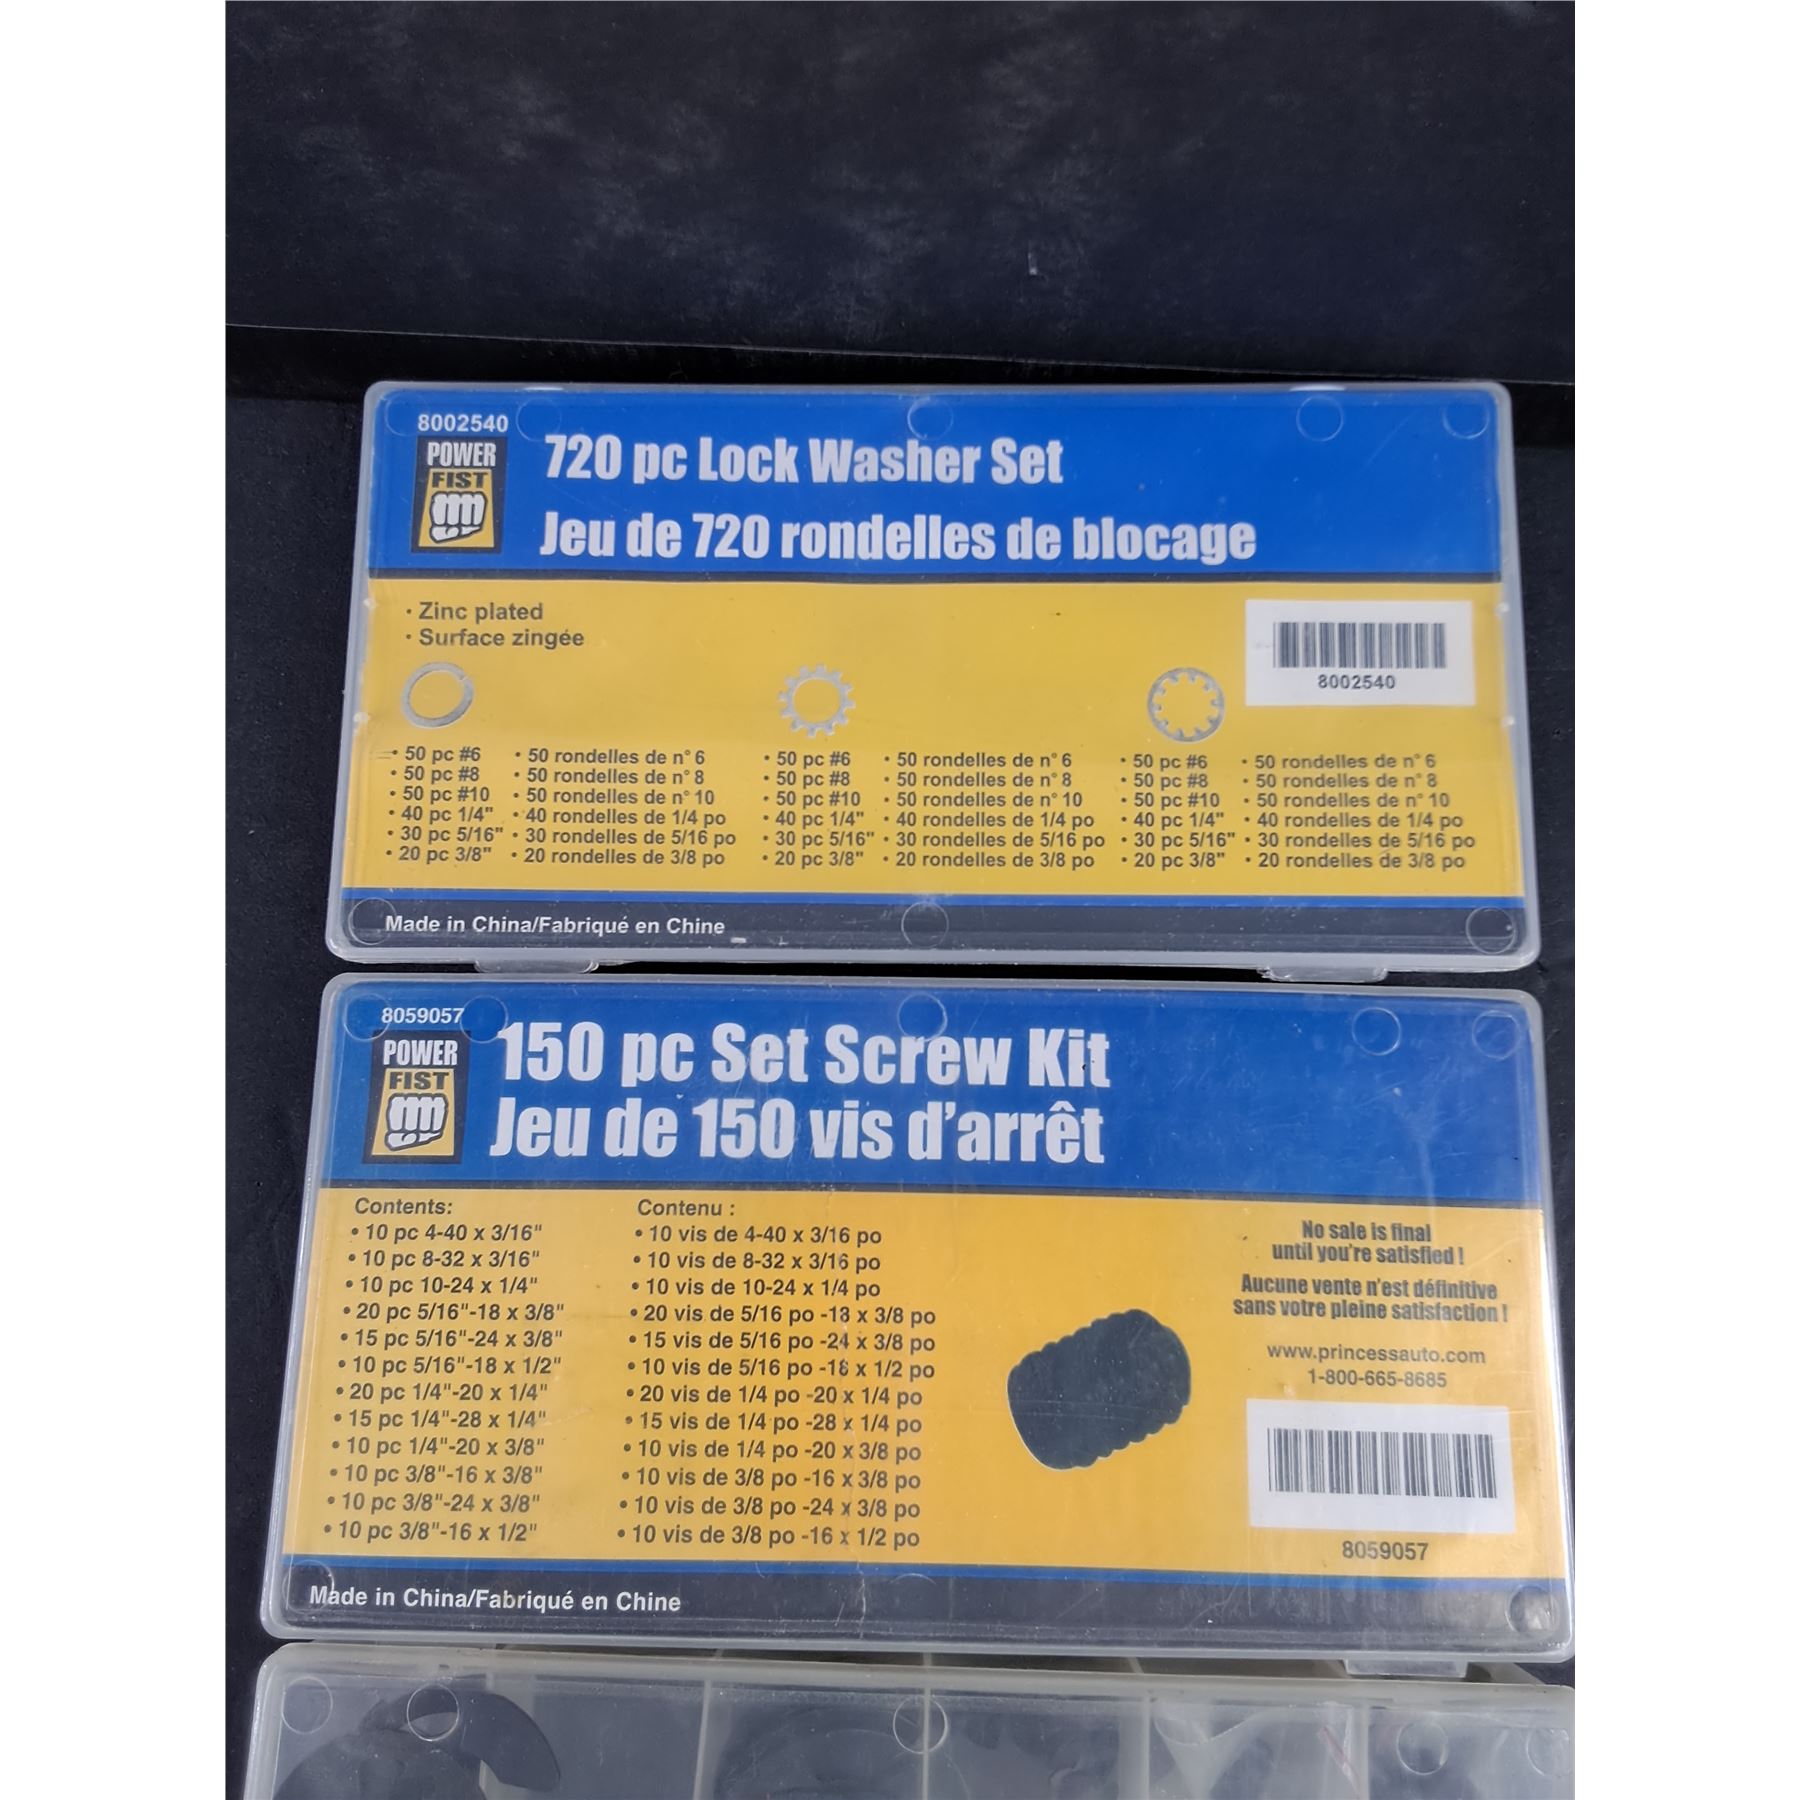 8002540
POWER
FIST
720 pc Lock Washer Set
Jeu de 720 rondelles de blocage
• Zinc plated
• Surface zingée
8002540
• 50 pc #6
• 50 pc #8
• 50 pc #10
• 40 pc 1/4"
• 30 pc 5/16"
• 20 pc 3/8"
• 50 rondelles de n° 6
• 50 rondelles de n° 8
• 50 rondelles de n° 10
• 40 rondelles de 1/4 po
• 30 rondelles de 5/16 po
• 20 rondelles de 3/8 po
• 50 pc #6
• 50 pc #8
• 50 pc #10
• 40 pc 1/4"
• 30 pc 5/16"
• 20 pc 3/8"
• 50 rondelles de n° 6
• 50 rondelles de n° 8
• 50 rondelles de n° 10
• 40 rondelles de 1/4 po
• 30 rondelles de 5/16 po
• 20 rondelles de 3/8 po
• 50 pc #6
• 50 pc #8
• 50 pc #10
• 40 pc 1/4"
• 30 pc 5/16"
• 20 pc 3/8"
• 50 rondelles de n° 6
• 50 rondelles de n° 8
• 50 rondelles de n° 10
• 40 rondelles de 1/4 po
• 30 rondelles de 5/16 po
• 20 rondelles de 3/8 po
Made in China/Fabriqué en Chine
8059057
POWER
FIST
150 pc Set Screw Kit
Jeu de 150 vis d'arrêt
Contents:
• 10 pc 4-40 x 3/16"
• 10 pc 8-32 x 3/16"
• 10 pc 10-24 x 1/4"
• 20 pc 5/16"-18 x 3/8"
• 15 pc 5/16"-24 x 3/8"
• 10 pc 5/16"-18 x 1/2"
• 20 pc 1/4"-20 x 1/4"
• 15 pc 1/4"-28 x 1/4"
• 10 pc 1/4"-20 x 3/8"
• 10 pc 3/8"-16 x 3/8"
• 10 pc 3/8"-24 x 3/8"
• 10 pc 3/8"-16 x 1/2"
Contenu :
• 10 vis de 4-40 x 3/16 po
• 10 vis de 8-32 x 3/16 po
• 10 vis de 10-24 x 1/4 po
• 20 vis de 5/16 po -18 x 3/8 po
• 15 vis de 5/16 po -24 x 3/8 po
• 10 vis de 5/16 po -18 x 1/2 po
• 20 vis de 1/4 po -20 x 1/4 po
• 15 vis de 1/4 po -28 x 1/4 po
• 10 vis de 1/4 po -20 x 3/8 po
• 10 vis de 3/8 po -16 x 3/8 po
• 10 vis de 3/8 po -24 x 3/8 po
• 10 vis de 3/8 po -16 x 1/2 po
No sale is final
until you're satisfied !
Aucune vente n'est définitive
sans votre pleine satisfaction !
www.princessauto.com
1-800-665-8685
8059057
Made in China/Fabriqué en Chine